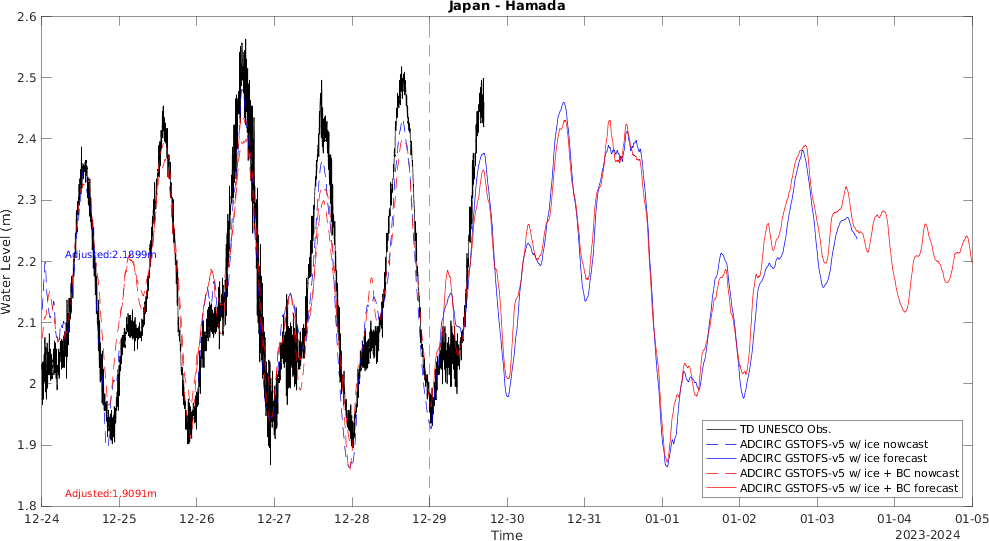 Japan - Hamada
Water Level (m)
2.6
2.5
2.4
2.3
2.2
2.1
2
1.9
1.8
Adjusted:2.1899m
Adjusted:1.9091m
TD UNESCO Obs.
ADCIRC GSTOFS-v5 w/ ice nowcast
ADCIRC GSTOFS-v5 w/ ice forecast
ADCIRC GSTOFS-v5 w/ ice + BC nowcast
ADCIRC GSTOFS-v5 w/ ice + BC forecast
12-24 12-25 12-26 12-27 12-28 12-29 12-30 12-31 01-01 01-02 01-03 01-04 01-05
Time
2023-2024